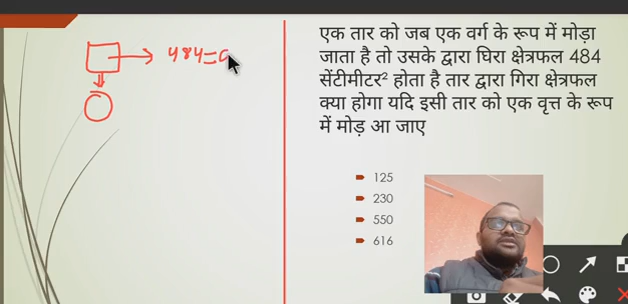 484=a
एक तार को जब एक वर्ग के रूप में मोड़ा
जाता है तो उसके द्वारा घिरा क्षेत्रफल 484
सेंटीमीटर² होता है तार द्वारा गिरा क्षेत्रफल
क्या होगा यदि इसी तार को एक वृत्त के रूप
में मोड़ आ जाए
125
230
550
616